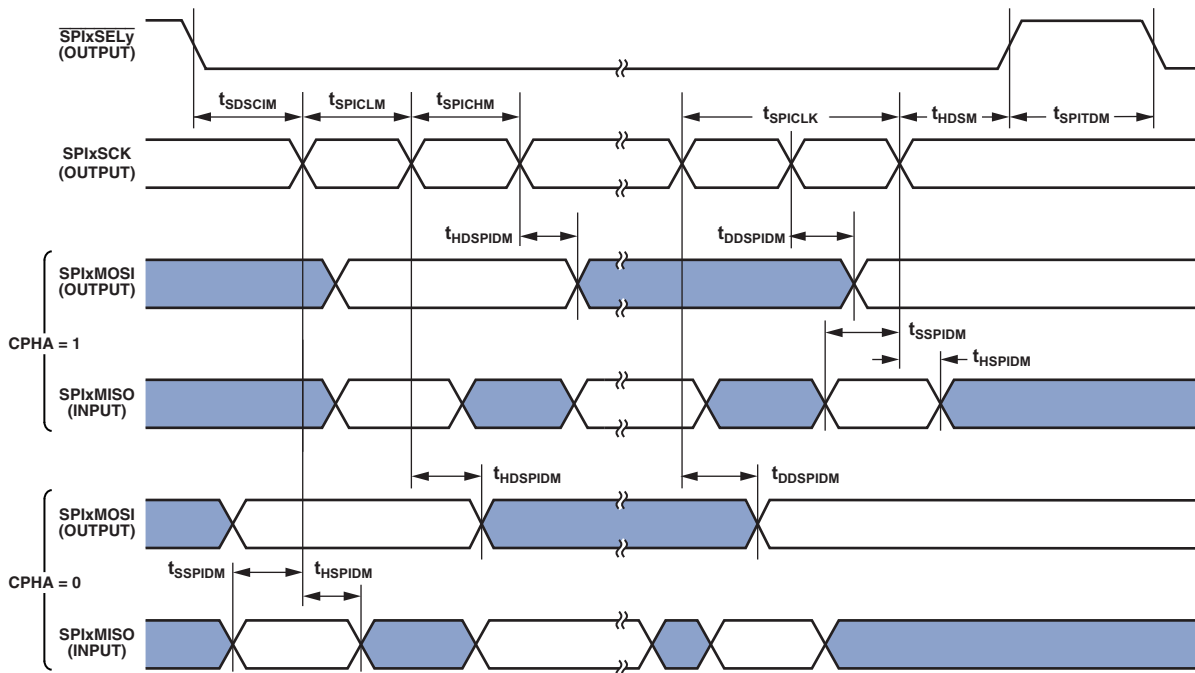 SPIxSELy
(OUTPUT)
tSDSCIM
tSPICLM
tSPICHM
tSPICLK
tHDSM
tSPITDM
SPIxSCK
(OUTPUT)
tHDSPIDM
tDDSPIDM
SPIxMOSI
(OUTPUT)
CPHA = 1
tSSPIDM
tHSPIDM
SPIxMISO
(INPUT)
tHDSPIDM
tDDSPIDM
SPIxMOSI
(OUTPUT)
CPHA = 0
tSSPIDM
tHSPIDM
SPIxMISO
(INPUT)